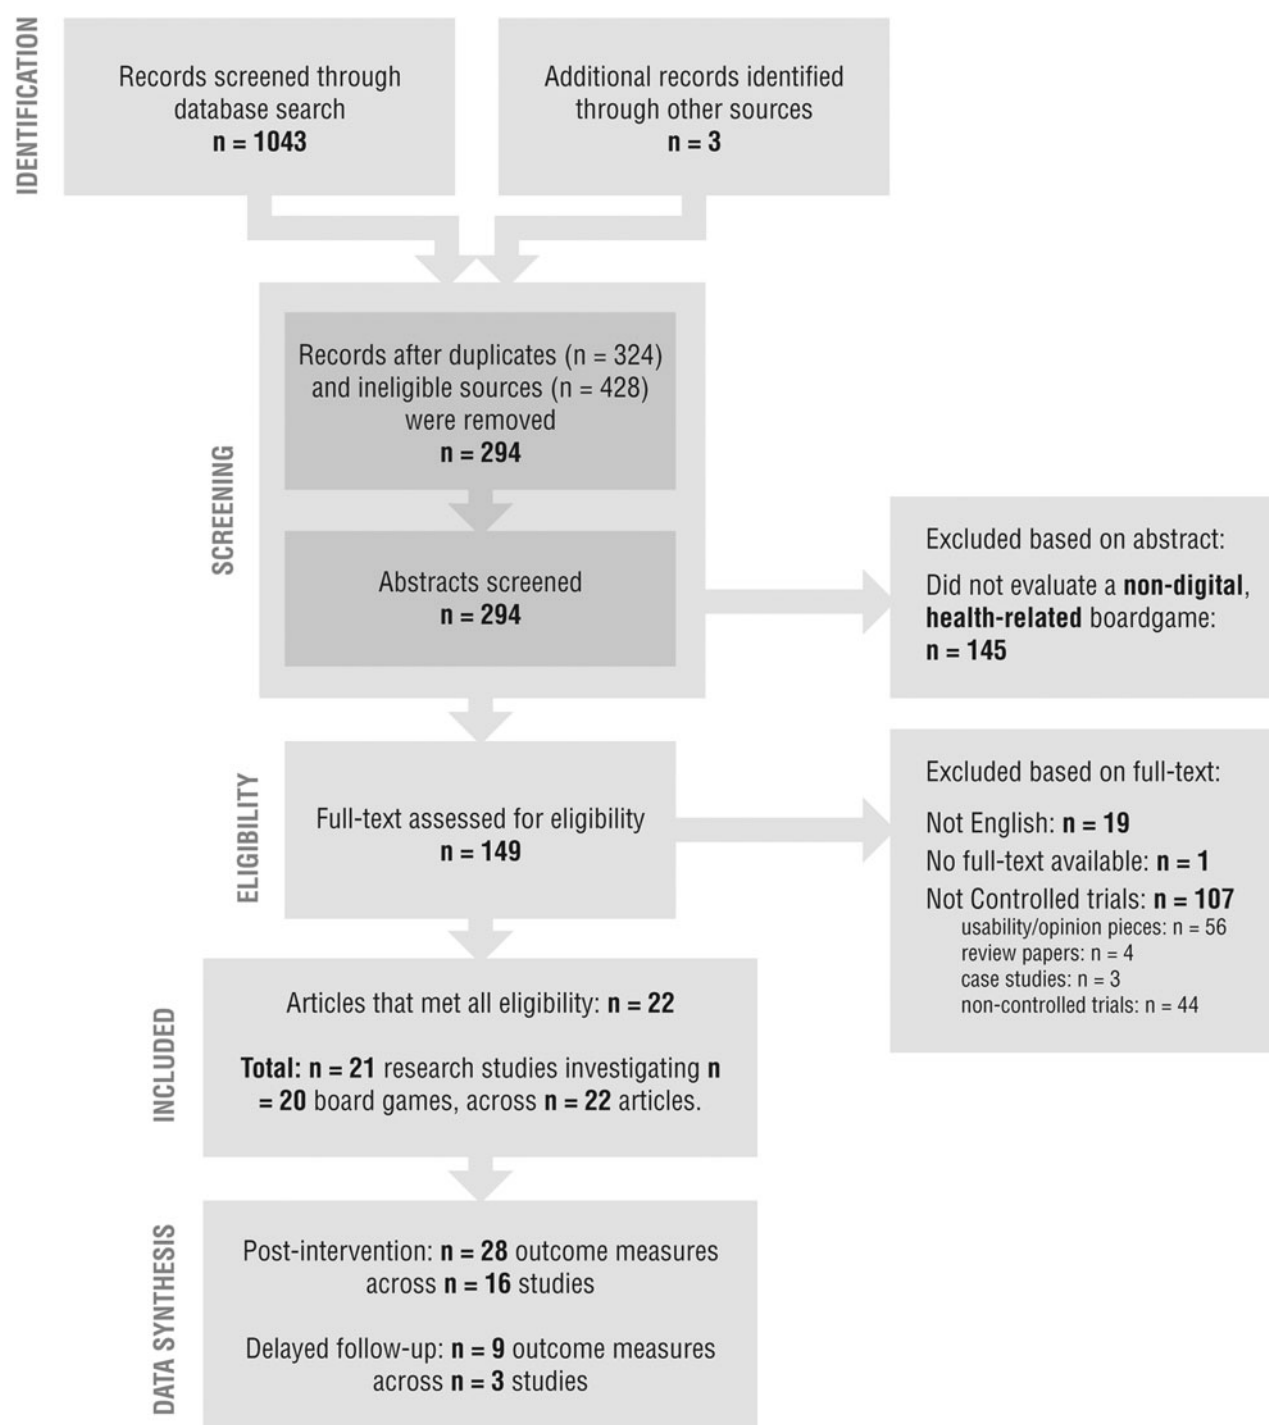 IDENTIFICATION
Records screened through
database search
n = 1043
Additional records identified
through other sources
n = 3
SCREENING
Records after duplicates (n = 324)
and ineligible sources (n = 428)
were removed
n = 294
Abstracts screened
n = 294
Excluded based on abstract:
Did not evaluate a non-digital,
health-related boardgame:
n = 145
ELIGIBILITY
Full-text assessed for eligibility
n = 149
Excluded based on full-text:
Not English: n = 19
No full-text available: n = 1
Not Controlled trials: n = 107
usability/opinion pieces: n = 56
review papers: n = 4
case studies: n = 3
non-controlled trials: n = 44
INCLUDED
Articles that met all eligibility: n = 22
Total: n = 21 research studies investigating n
= 20 board games, across n = 22 articles.
DATA SYNTHESIS
Post-intervention: n = 28 outcome measures
across n = 16 studies
Delayed follow-up: n = 9 outcome measures
across n = 3 studies